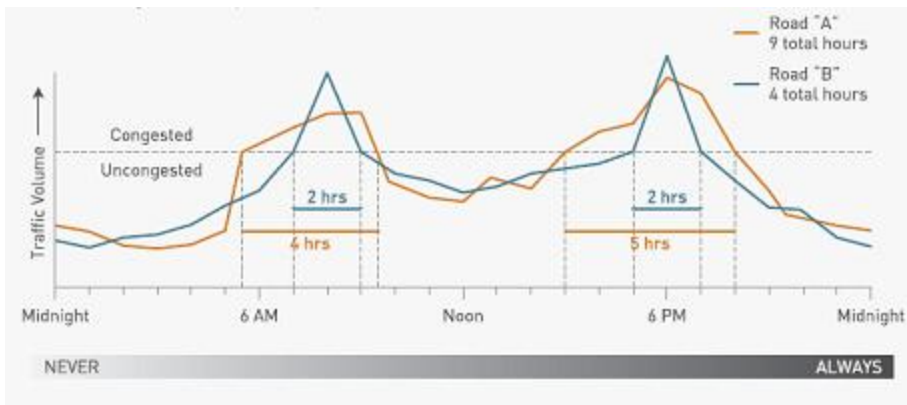 Road "A"
9 total hours
Road "B"
4 total hours
Traffic Volume
Congested
Uncongested
2 hrs
4 hrs
2 hrs
5 hrs
Midnight
6 AM
Noon
6 PM
Midnight
NEVER
ALWAYS